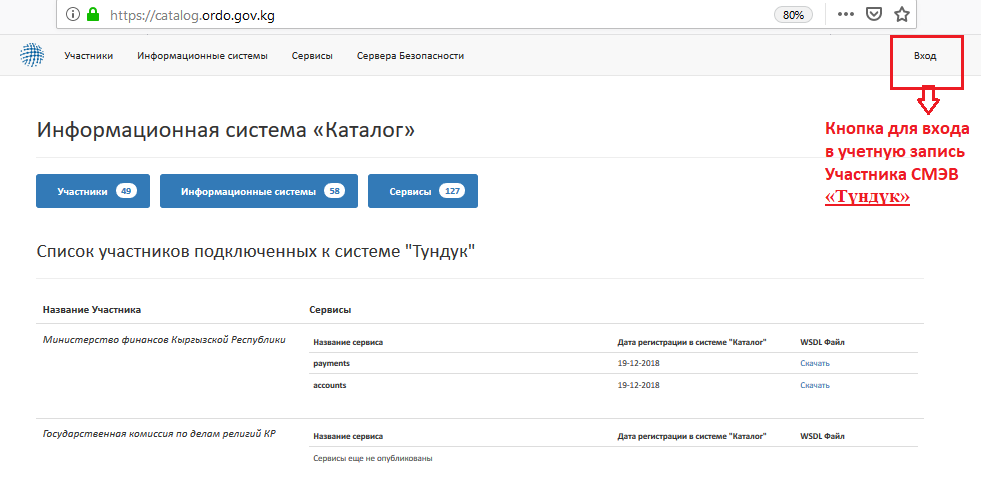 https://catalog.ordo.gov.kg
80%
Участники Информационные системы Сервисы Сервера Безопасности Вход
Кнопка для входа
в учетную запись
Участника СМЭВ
«Түндүк»
Информационная система «Каталог»
Участники 49 Информационные системы 58 Сервисы 127
Список участников подключенных к системе "Тундук"
Название Участника Сервисы
Министерство финансов Кыргызской Республики
Название сервиса Дата регистрации в системе "Каталог" WSDL Файл
payments 19-12-2018 Скачать
accounts 19-12-2018 Скачать
Государственная комиссия по делам религий КР
Название сервиса Дата регистрации в системе "Каталог" WSDL Файл
Сервисы еще не опубликованы